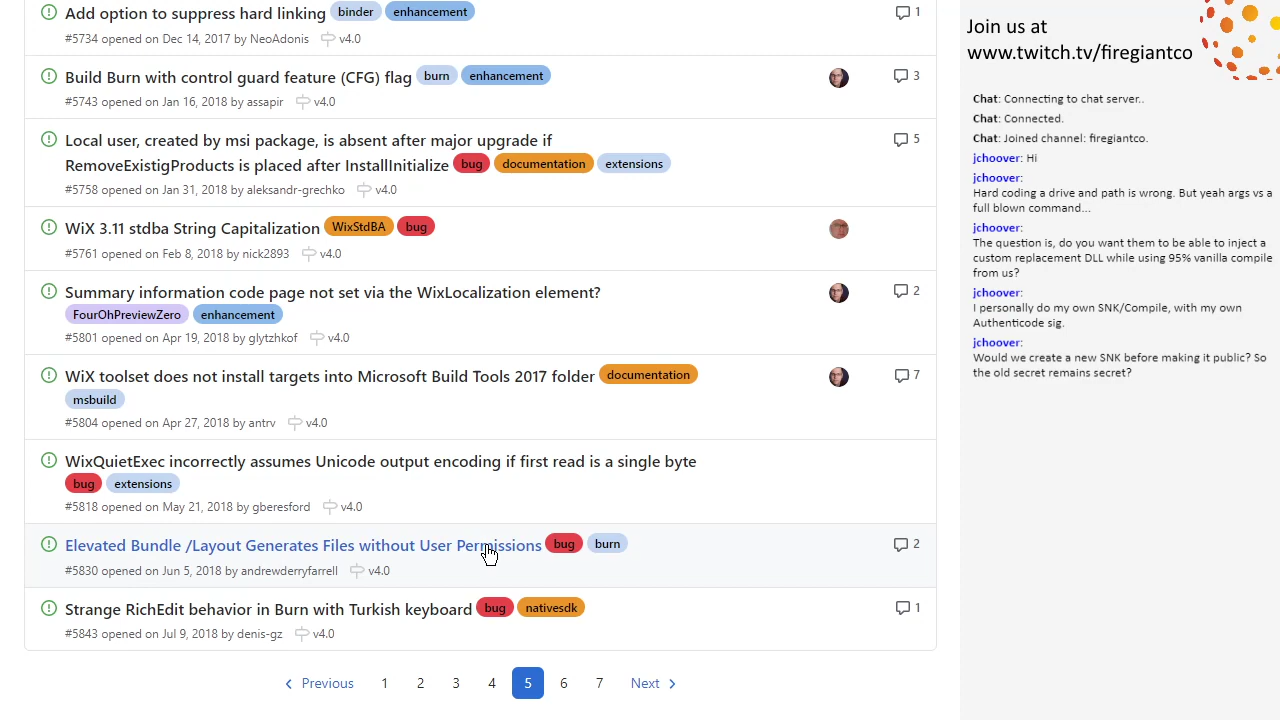 Add option to suppress hard linking binder enhancement 1
#5734 opened on Dec 14, 2017 by NeoAdonis v4.0
Build Burn with control guard feature (CFG) flag burn enhancement 3
#5743 opened on Jan 16, 2018 by assapir v4.0
Local user, created by msi package, is absent after major upgrade if 5
RemoveExistigProducts is placed after InstallInitialize bug documentation extensions
#5758 opened on Jan 31, 2018 by aleksandr-grechko v4.0
WiX 3.11 stdba String Capitalization WixStdBA bug
#5761 opened on Feb 8, 2018 by nick2893 v4.0
Summary information code page not set via the WixLocalization element? 2
FourOhPreviewZero enhancement
#5801 opened on Apr 19, 2018 by glytzhkof v4.0
WiX toolset does not install targets into Microsoft Build Tools 2017 folder documentation 7
msbuild
#5804 opened on Apr 27, 2018 by antrv v4.0
WixQuietExec incorrectly assumes Unicode output encoding if first read is a single byte
bug extensions
#5818 opened on May 21, 2018 by gberesford v4.0
Elevated Bundle /Layout Generates Files without User Permissions bug burn 2
#5830 opened on Jun 5, 2018 by andrewderryfarrell v4.0
Strange RichEdit behavior in Burn with Turkish keyboard bug nativesdk 1
#5843 opened on Jul 9, 2018 by denis-gz v4.0
Previous 1 2 3 4 5 6 7 Next
Join us at
www.twitch.tv/firegiantco
Chat: Connecting to chat server..
Chat: Connected.
Chat: Joined channel: firegiantco.
jchoover: Hi
jchoover:
Hard coding a drive and path is wrong. But yeah args vs a
full blown command...
jchoover:
The question is, do you want them to be able to inject a
custom replacement DLL while using 95% vanilla compile
from us?
jchoover:
I personally do my own SNK/Compile, with my own
Authenticode sig.
jchoover:
Would we create a new SNK before making it public? So
the old secret remains secret?